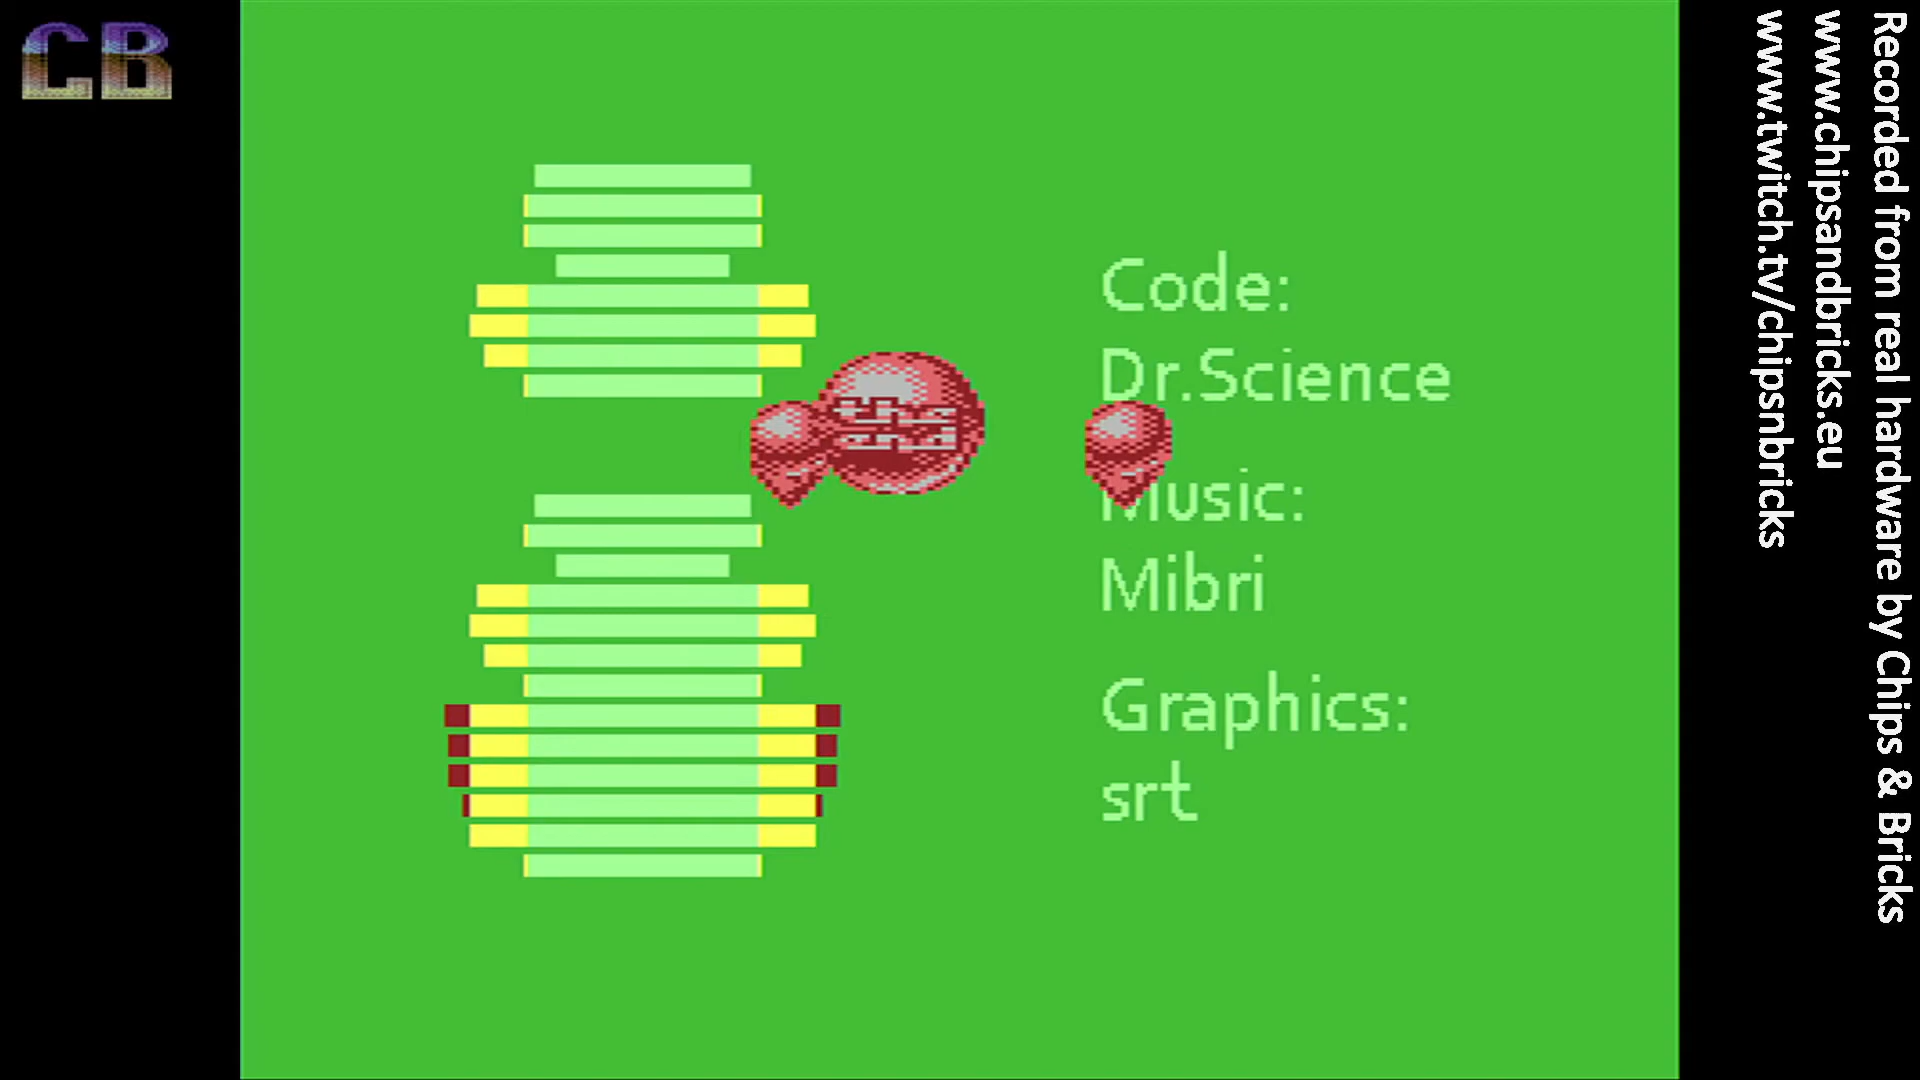 CB
Code:
Dr.Science
Music:
Mibri
Graphics:
srt
Recorded from real hardware by Chips & Bricks
www.chipsandbricks.eu
www.twitch.tv/chipsnbricks